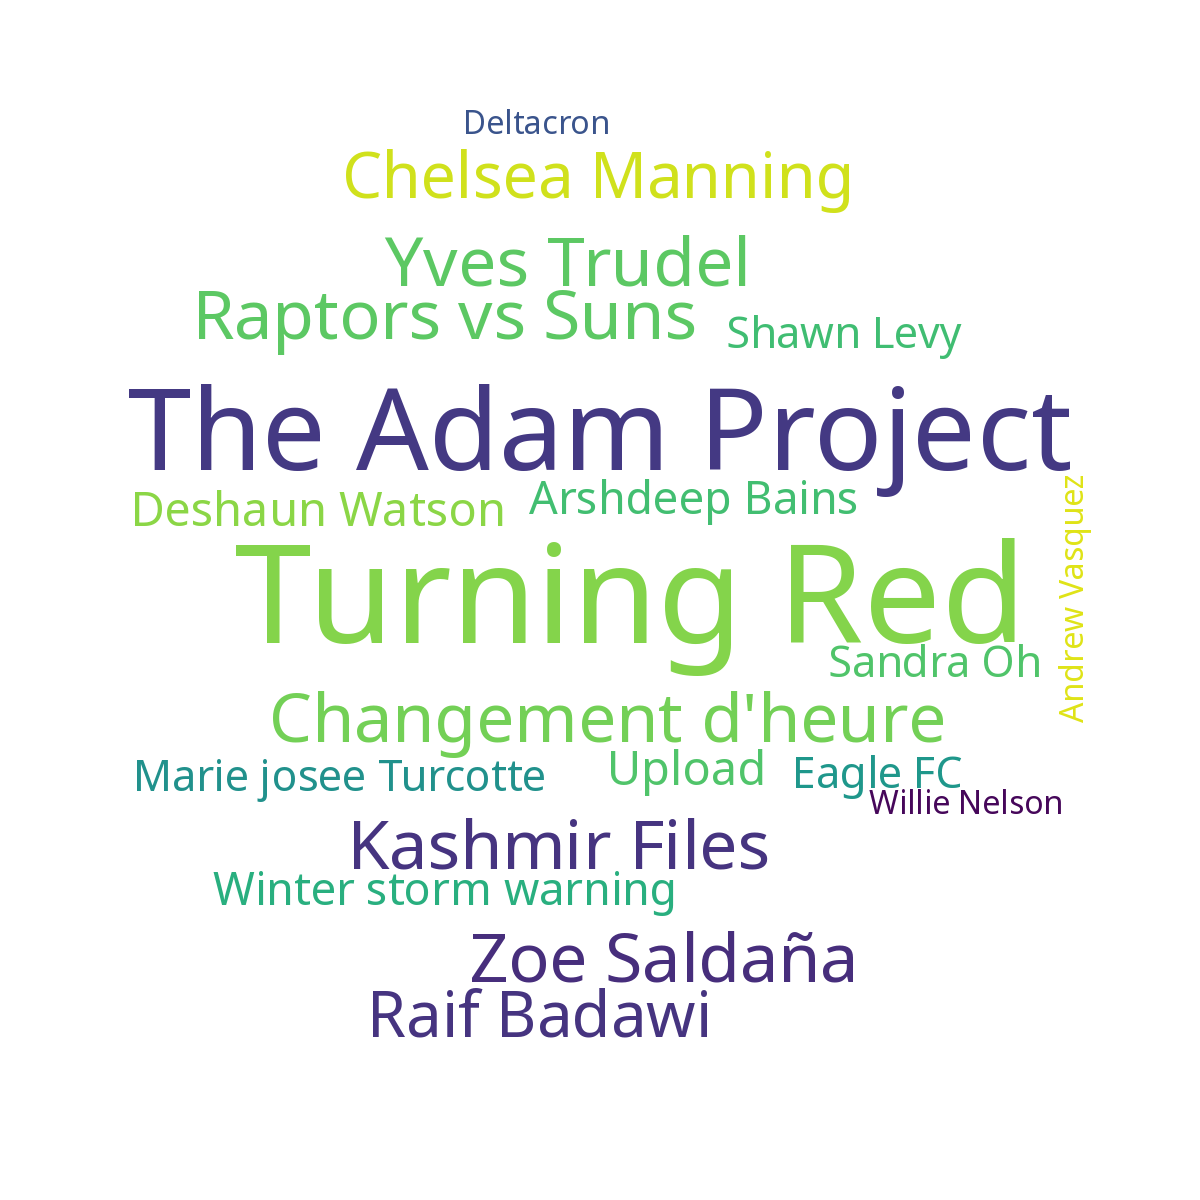 Deltacron
Chelsea Manning
Yves Trudel
Raptors vs Suns
Shawn Levy
The Adam Project
Deshaun Watson
Arshdeep Bains
Andrew Vasquez
Turning Red
Sandra Oh
Changement d'heure
Marie josee Turcotte
Upload
Eagle FC
Willie Nelson
Kashmir Files
Winter storm warning
Zoe Saldaña
Raif Badawi